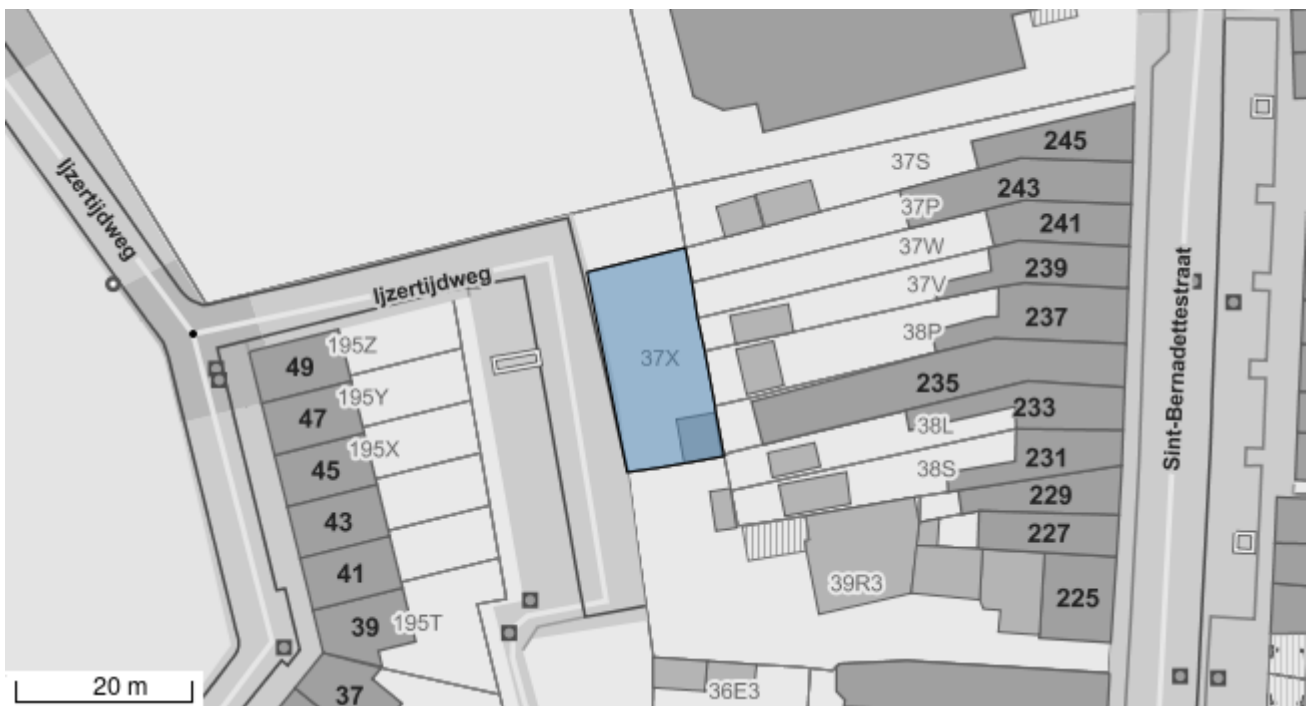 245
37S
Ijzertijdweg
243
37P
241
37W
239
Ijzertijdweg
37V
Sint-Bernadettestraat
237
38P
195Z
37X
49
235
195Y
47
233
38L
195X
45
231
38S
229
43
227
41
39R3
225
39
195T
20 m
37
36E3